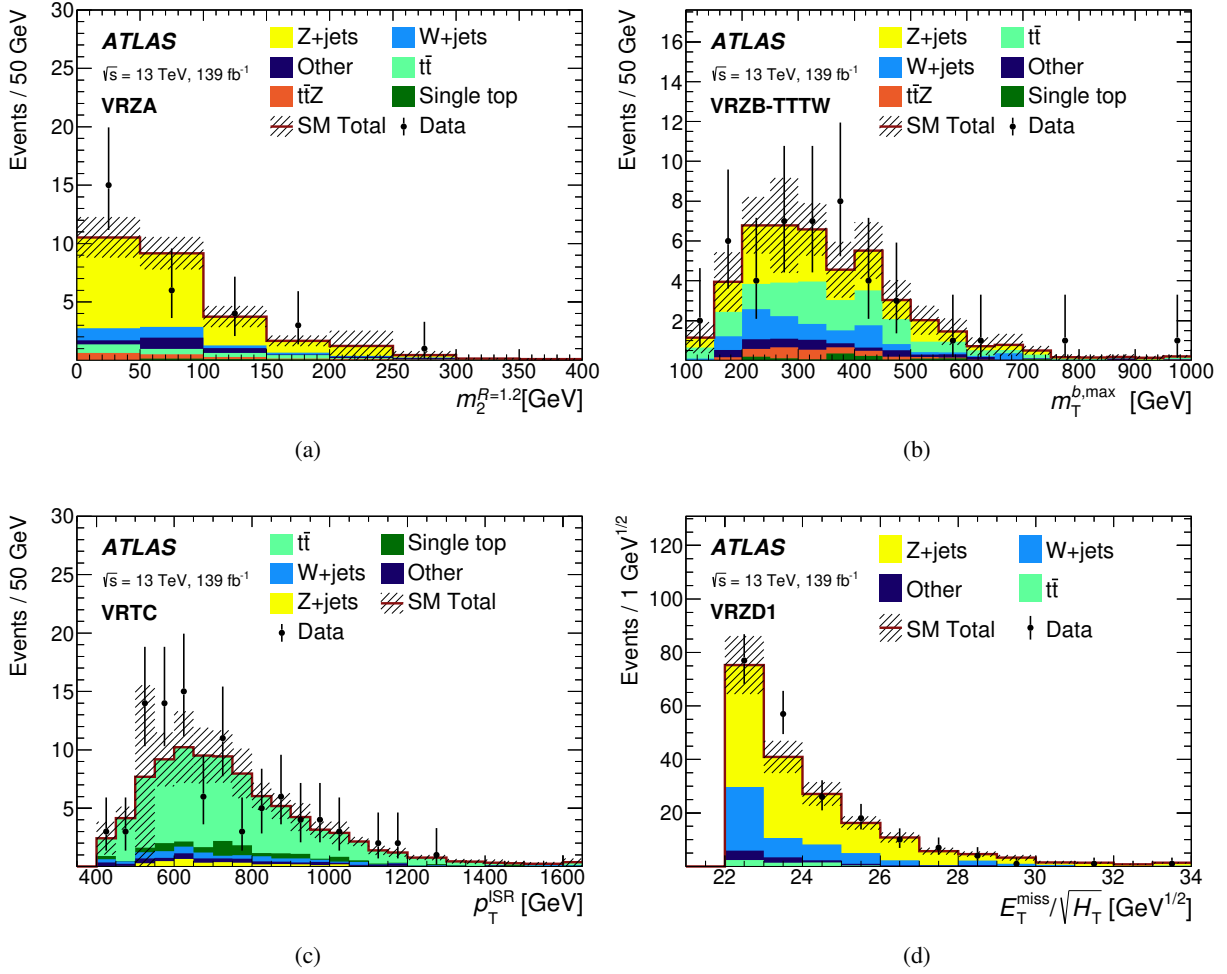 Events / 50 GeV
30
25
20
15
10
5
ATLAS
√s = 13 TeV, 139 fb⁻¹
VRZA
Z+jets
W+jets
Other
tt̄
tt̄Z
Single top
SM Total
Data
0 50 100 150 200 250 300 350 400
m₂^{R=1.2} [GeV]
(a)
Events / 50 GeV
16
14
12
10
8
6
4
2
ATLAS
√s = 13 TeV, 139 fb⁻¹
VRZB-TTTW
Z+jets
tt̄
W+jets
Other
tt̄Z
Single top
SM Total
Data
100 200 300 400 500 600 700 800 900 1000
m_T^{b,max} [GeV]
(b)
Events / 50 GeV
30
25
20
15
10
5
ATLAS
√s = 13 TeV, 139 fb⁻¹
VRTC
tt̄
Single top
W+jets
Other
Z+jets
SM Total
Data
400 600 800 1000 1200 1400 1600
p_T^{ISR} [GeV]
(c)
Events / 1 GeV^{1/2}
120
100
80
60
40
20
ATLAS
√s = 13 TeV, 139 fb⁻¹
VRZD1
Z+jets
W+jets
Other
tt̄
SM Total
Data
22 24 26 28 30 32 34
E_T^{miss}/√H_T [GeV^{1/2}]
(d)